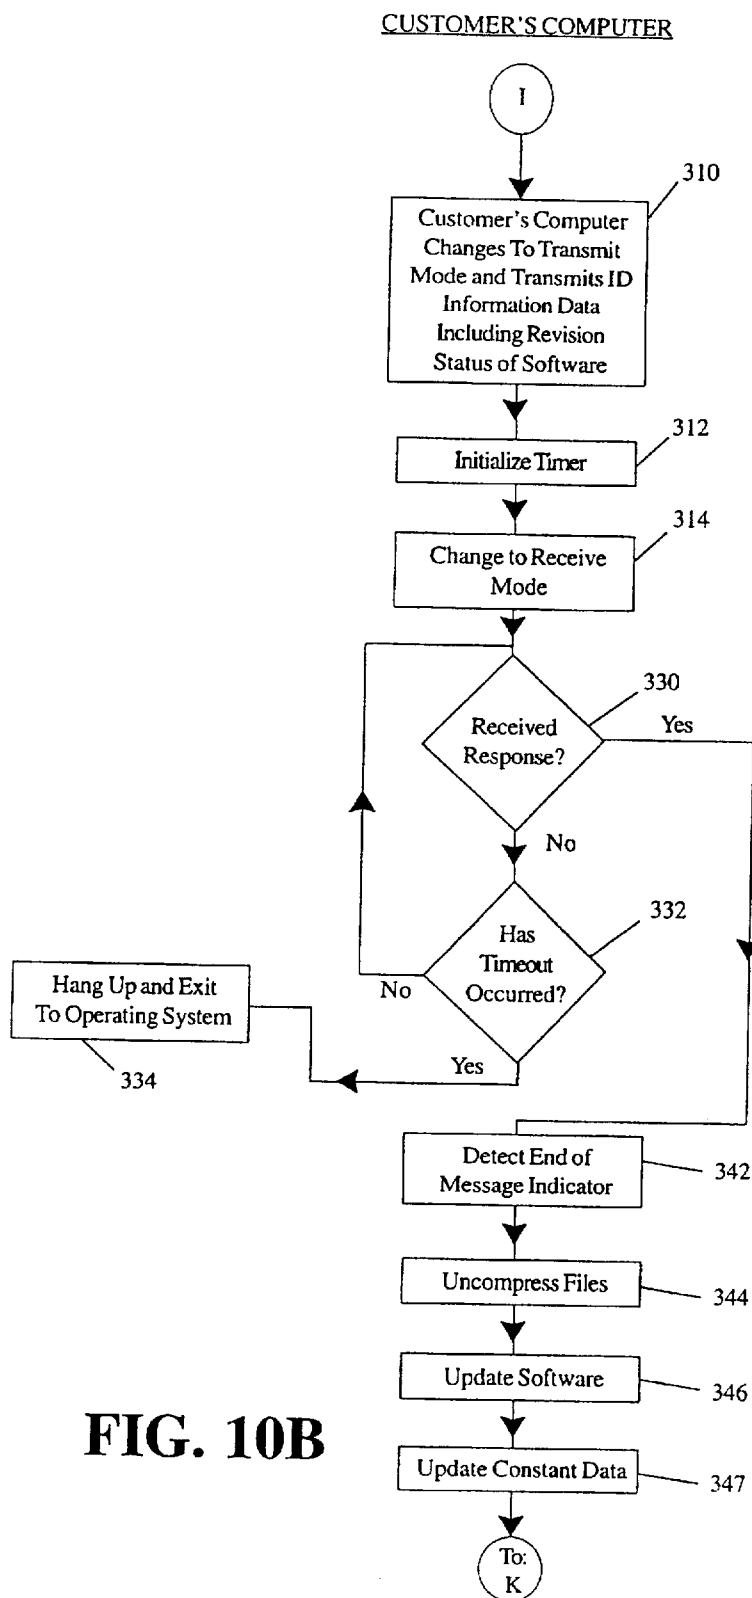 CUSTOMER'S COMPUTER
I
310
Customer's Computer
Changes To Transmit
Mode and Transmits ID
Information Data
Including Revision
Status of Software
312
Initialize Timer
314
Change to Receive
Mode
330
Received
Response?
Yes
No
332
Has
Timeout
Occurred?
No
Yes
Hang Up and Exit
To Operating System
334
Detect End of
Message Indicator
342
Uncompress Files
344
Update Software
346
Update Constant Data
347
To:
K
FIG. 10B